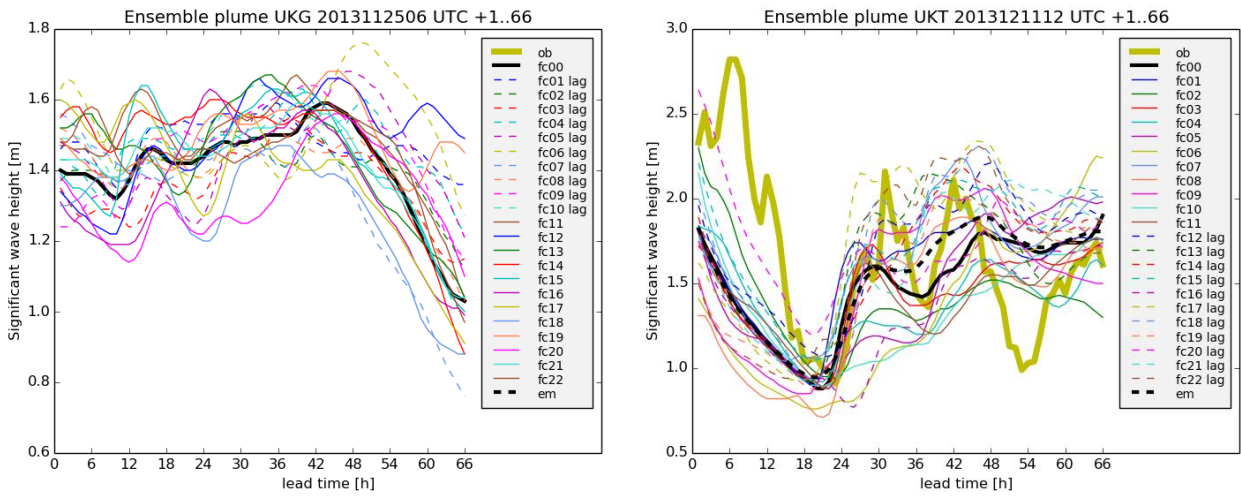 Ensemble plume UKG 2013112506 UTC +1..66
Significant wave height [m]
1.8
1.6
1.4
1.2
1.0
0.8
0.6
0 6 12 18 24 30 36 42 48 54 60 66
lead time [h]
ob
fc00
fc01 lag
fc02 lag
fc03 lag
fc04 lag
fc05 lag
fc06 lag
fc07 lag
fc08 lag
fc09 lag
fc10 lag
fc11
fc12
fc13
fc14
fc15
fc16
fc17
fc18
fc19
fc20
fc21
fc22
em
Ensemble plume UKT 2013121112 UTC +1..66
Significant wave height [m]
3.0
2.5
2.0
1.5
1.0
0.5
0 6 12 18 24 30 36 42 48 54 60 66
lead time [h]
ob
fc00
fc01
fc02
fc03
fc04
fc05
fc06
fc07
fc08
fc09
fc10
fc11
fc12 lag
fc13 lag
fc14 lag
fc15 lag
fc16 lag
fc17 lag
fc18 lag
fc19 lag
fc20 lag
fc21 lag
fc22 lag
em